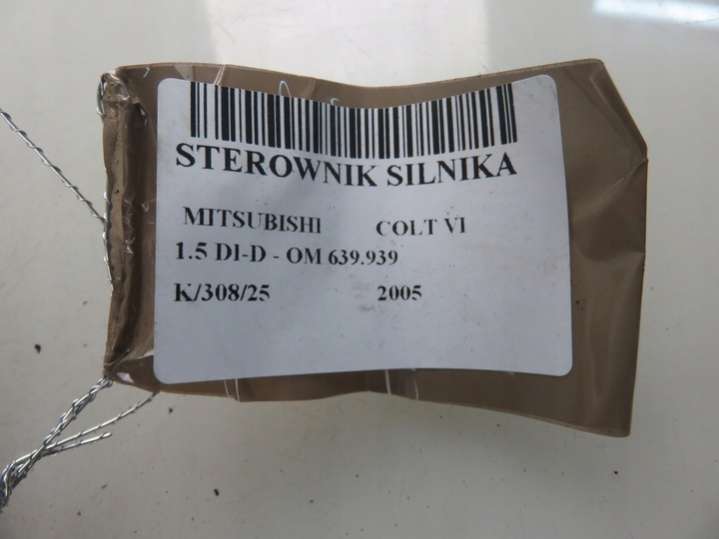 STEROWNIK SILNIKA
MITSUBISHI COLT VI
1.5 DI-D - OM 639.939
K/308/25 2005